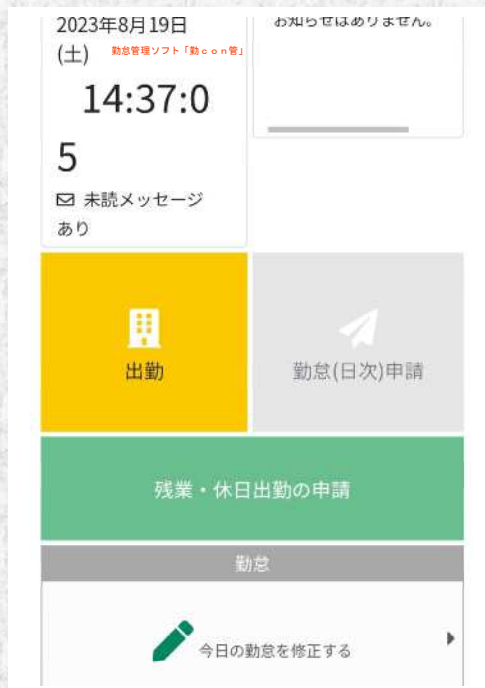 2023年8月19日
お知らせはありません。
(土)
勤怠管理ソフト「勤con管」
14:37:0
5
未読メッセージ
あり
出勤
勤怠(日次)申請
残業・休日出勤の申請
勤怠
今日の勤怠を修正する